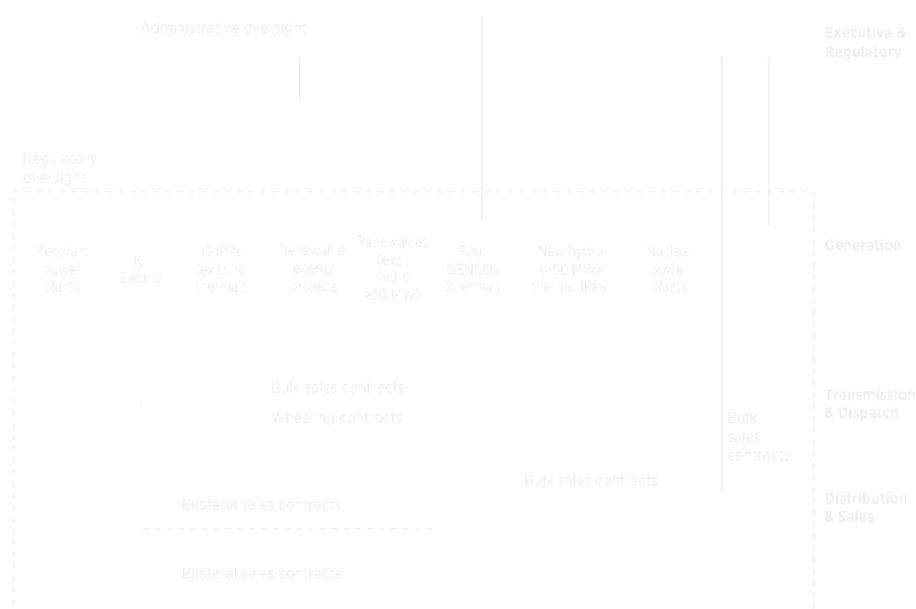 Administrative oversight
Executive &
Regulatory
Regulatory
oversight
Merchant
power
plants
K
Electric
16 IPPs
(existing
thermal)
Renewable
energy
projects
Renewables
(excl.
hydro
>50 MW)
Four
GENCOs
(thermal)
New hydro
(>50 MW)
thermal IPPs
Nuclear
power
plants
Generation
Bulk sales contracts
Wheeling contracts
Transmission
& Dispatch
Bulk
sales
contracts
Bulk sales contracts
Bilateral sales contracts
Distribution
& Sales
Bilateral sales contracts